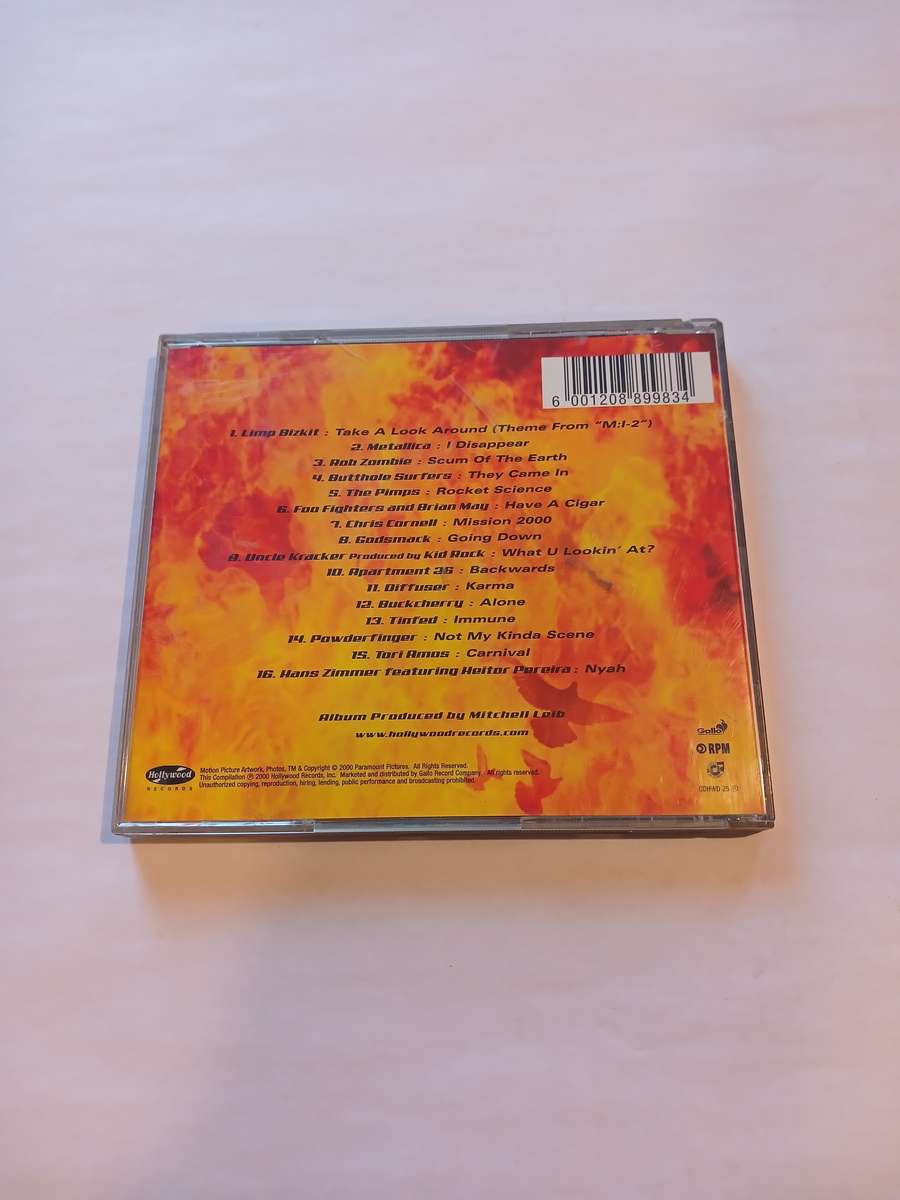 6 001208 899834
1. Limp Bizkit : Take A Look Around (Theme From "M:I-2")
2. Metallica : I Disappear
3. Rob Zombie : Scum Of The Earth
4. Butthole Surfers : They Came In
5. The Pimps : Rocket Science
6. Foo Fighters and Brian May : Have A Cigar
7. Chris Cornell : Mission 2000
8. Godsmack : Going Down
9. Uncle Kracker Produced by Kid Rock : What U Lookin' At?
10. Apartment 26 : Backwards
11. Diffuser : Karma
12. Buckcherry : Alone
13. Tinfed : Immune
14. Powderfinger : Not My Kinda Scene
15. Tori Amos : Carnival
16. Hans Zimmer featuring Heitor Pereira : Nyah
Album Produced by Mitchell Leib
www.hollywoodrecords.com
Gallo
RPM
Hollywood
RECORDS
Motion Picture Artwork, Photos, TM & Copyright © 2000 Paramount Pictures. All Rights Reserved.
This Compilation ℗ 2000 Hollywood Records, Inc. Marketed and distributed by Gallo Record Company. All rights reserved.
Unauthorized copying, reproduction, hiring, lending, public performance and broadcasting prohibited.